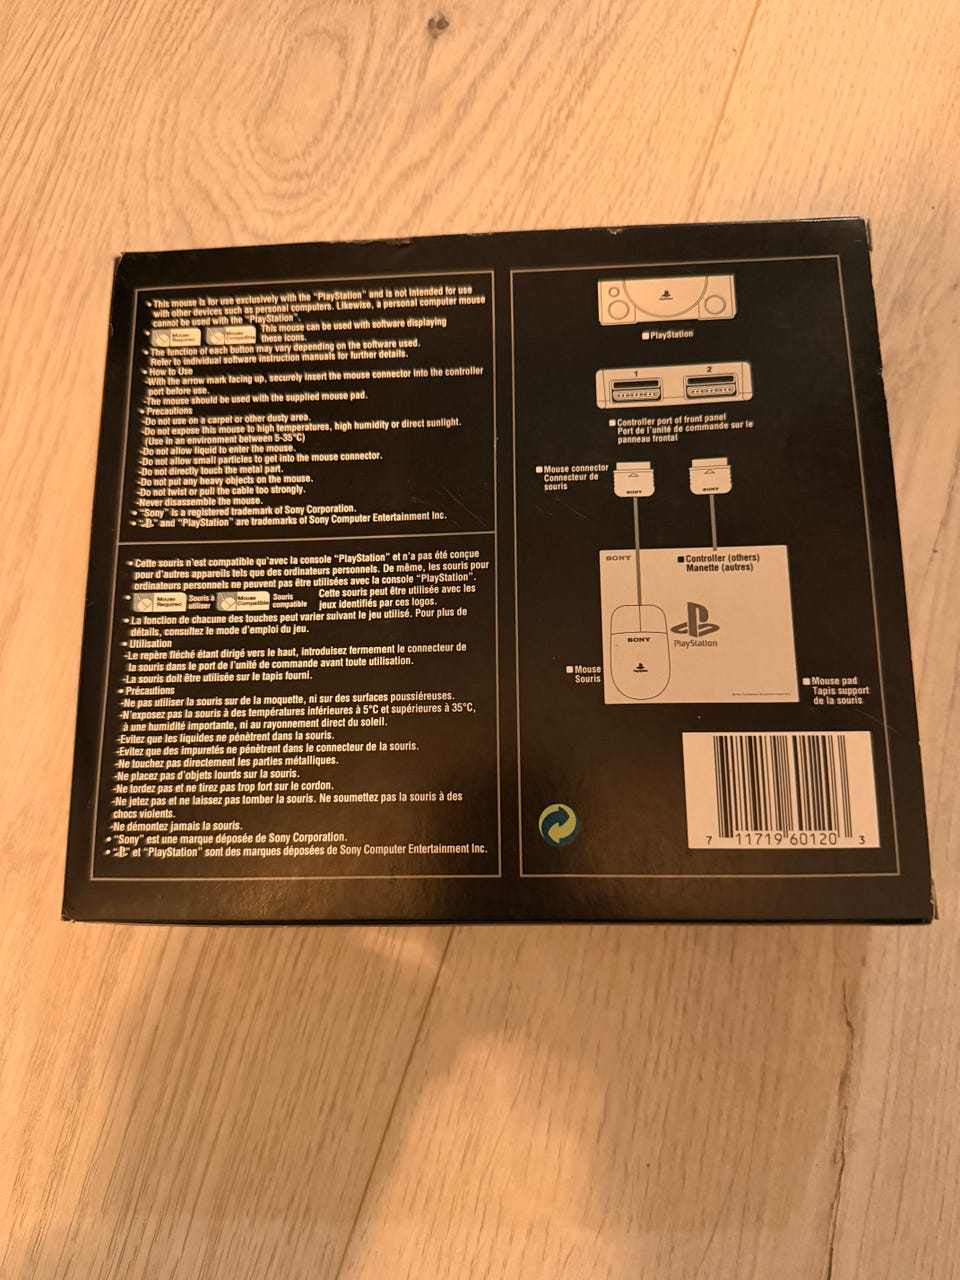 • This mouse is for use exclusively with the "PlayStation" and is not intended for use
with other devices such as personal computers. Likewise, a personal computer mouse
cannot be used with the "PlayStation".
• Mouse Required Mouse Compatible This mouse can be used with software displaying
these icons.
• The function of each button may vary depending on the software used.
Refer to individual software instruction manuals for further details.
• How to Use
-With the arrow mark facing up, securely insert the mouse connector into the controller
port before use.
-The mouse should be used with the supplied mouse pad.
• Precautions
-Do not use on a carpet or other dusty area.
-Do not expose this mouse to high temperatures, high humidity or direct sunlight.
(Use in an environment between 5-35°C)
-Do not allow liquid to enter the mouse.
-Do not allow small particles to get into the mouse connector.
-Do not directly touch the metal part.
-Do not put any heavy objects on the mouse.
-Do not twist or pull the cable too strongly.
-Never disassemble the mouse.
• "Sony" is a registered trademark of Sony Corporation.
• " " and "PlayStation" are trademarks of Sony Computer Entertainment Inc.
• Cette souris n'est compatible qu'avec la console "PlayStation" et n'a pas été conçue
pour d'autres appareils tels que des ordinateurs personnels. De même, les souris pour
ordinateurs personnels ne peuvent pas être utilisées avec la console "PlayStation".
• Mouse Required Souris à utiliser Mouse Compatible Souris compatible Cette souris peut être utilisée avec les
jeux identifiés par ces logos.
• La fonction de chacune des touches peut varier suivant le jeu utilisé. Pour plus de
détails, consultez le mode d'emploi du jeu.
• Utilisation
-Le repère fléché étant dirigé vers le haut, introduisez fermement le connecteur de
la souris dans le port de l'unité de commande avant toute utilisation.
-La souris doit être utilisée sur le tapis fourni.
• Précautions
-Ne pas utiliser la souris sur de la moquette, ni sur des surfaces poussiéreuses.
-N'exposez pas la souris à des températures inférieures à 5°C et supérieures à 35°C,
à une humidité importante, ni au rayonnement direct du soleil.
-Evitez que les liquides ne pénètrent dans la souris.
-Evitez que des impuretés ne pénètrent dans le connecteur de la souris.
-Ne touchez pas directement les parties métalliques.
-Ne placez pas d'objets lourds sur la souris.
-Ne tordez pas et ne tirez pas trop fort sur le cordon.
-Ne jetez pas et ne laissez pas tomber la souris. Ne soumettez pas la souris à des
chocs violents.
-Ne démontez jamais la souris.
• "Sony" est une marque déposée de Sony Corporation.
• " " et "PlayStation" sont des marques déposées de Sony Computer Entertainment Inc.
PlayStation
1 2
Controller port of front panel
Port de l'unité de commande sur le
panneau frontal
Mouse connector
Connecteur de
souris
SONY SONY
SONY
Controller (others)
Manette (autres)
PlayStation
SONY
Mouse
Souris
Mouse pad
Tapis support
de la souris
7 11719 60120 3